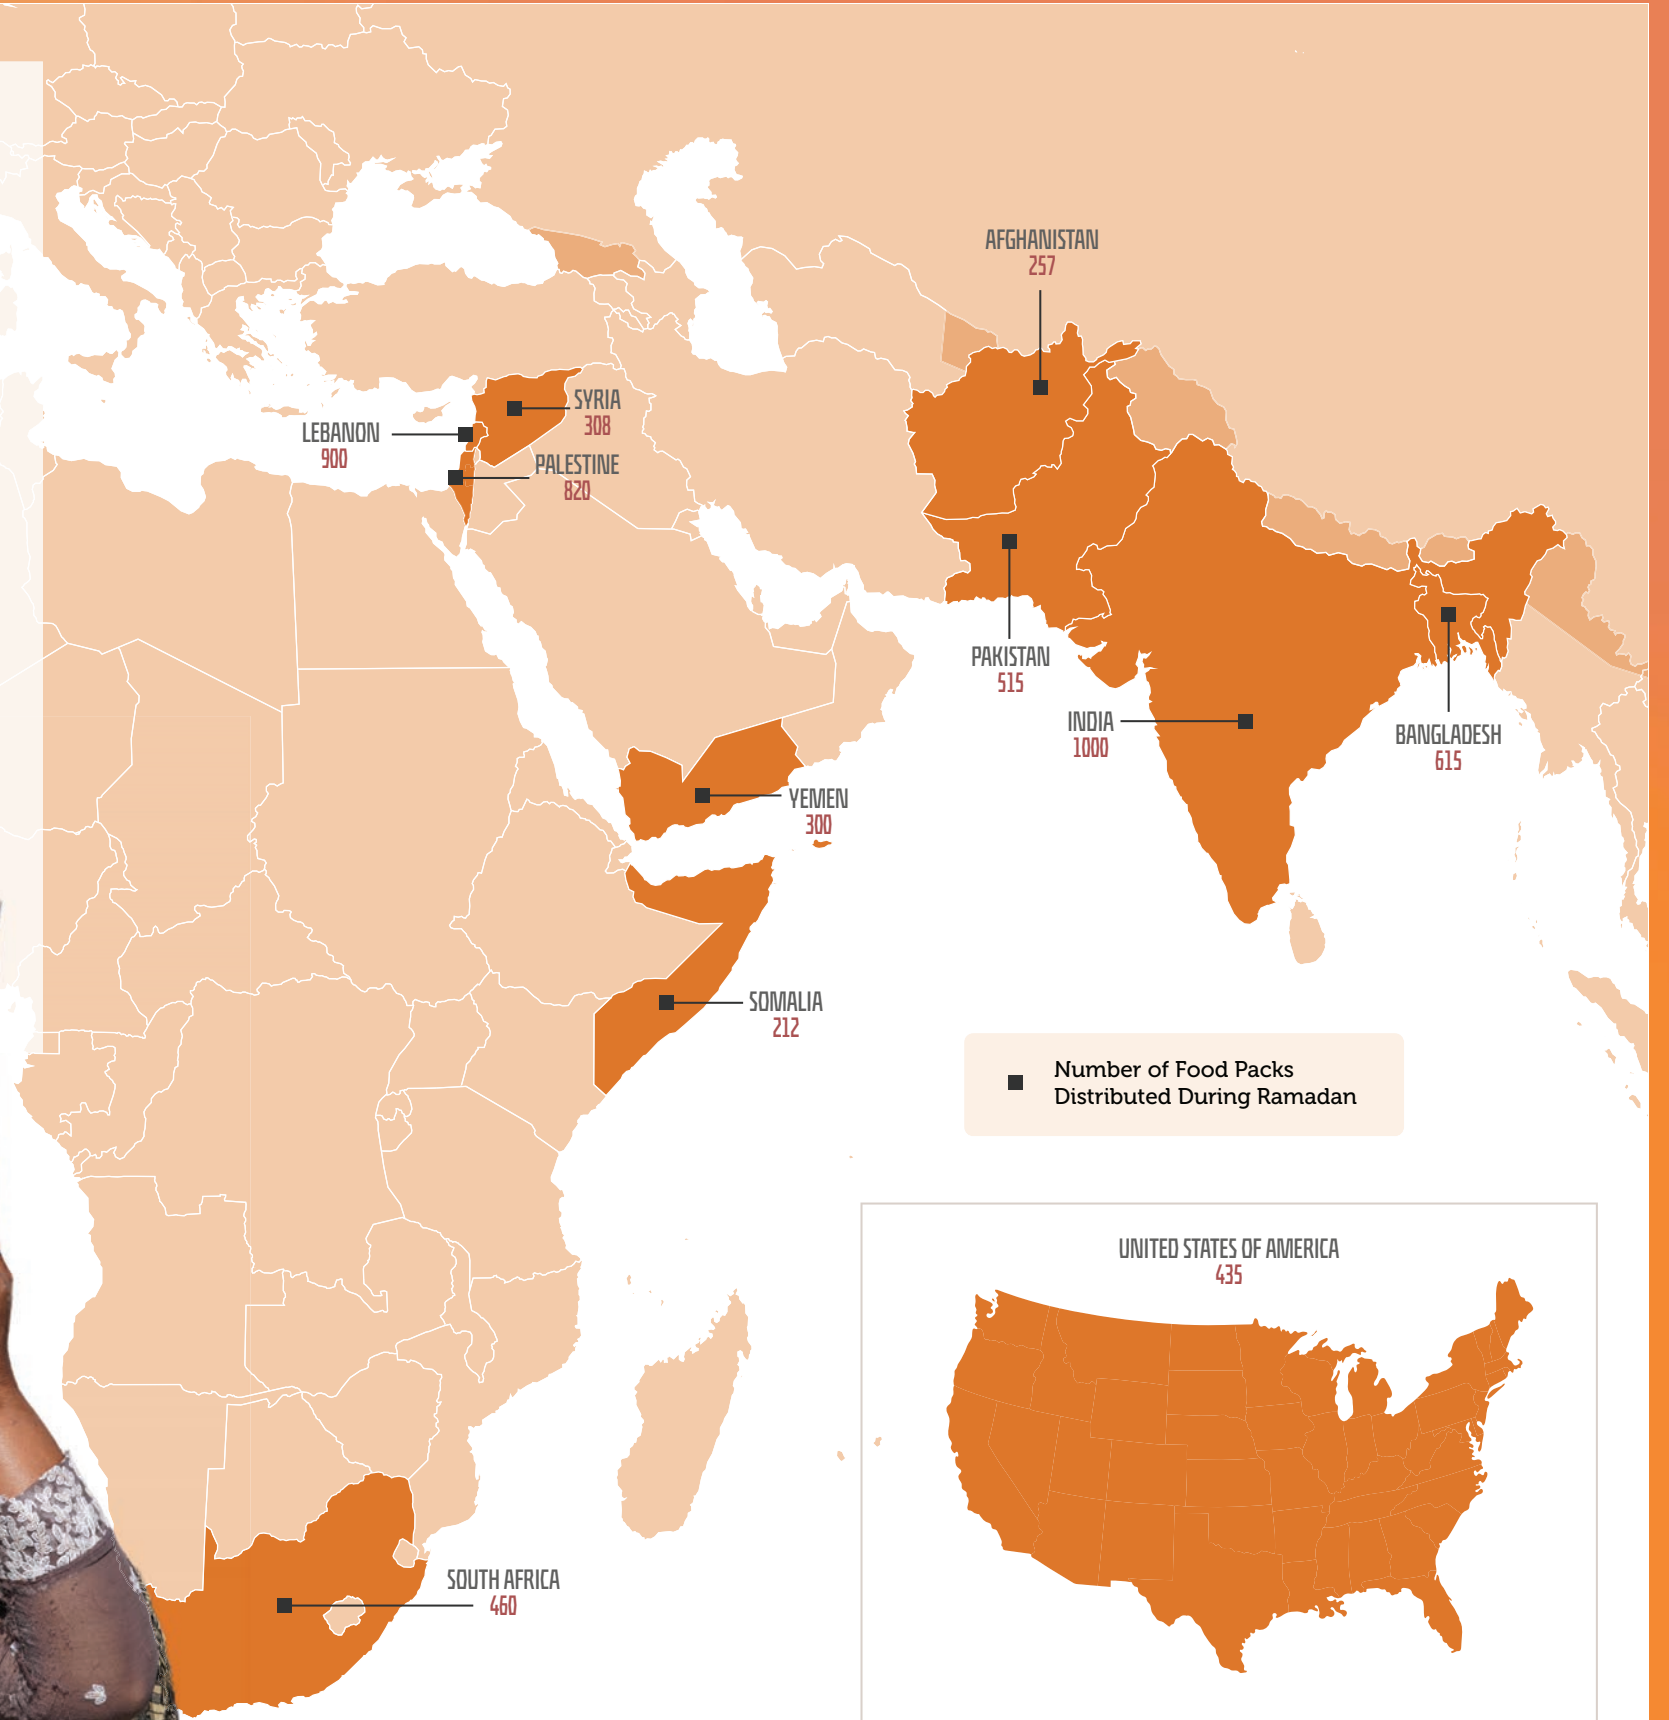 AFGHANISTAN
257
SYRIA
308
LEBANON
900
PALESTINE
820
PAKISTAN
515
INDIA
1000
BANGLADESH
615
YEMEN
300
SOMALIA
212
Number of Food Packs
Distributed During Ramadan
UNITED STATES OF AMERICA
435
SOUTH AFRICA
460